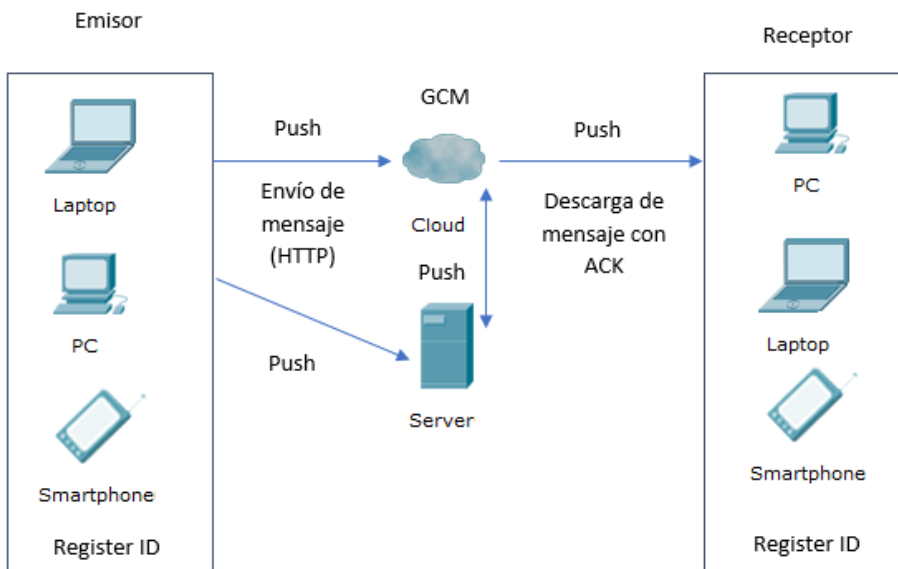 Emisor
Receptor
GCM
Push
Push
Laptop
PC
Envío de
mensaje
(HTTP)
Cloud
Descarga de
mensaje con
ACK
Push
PC
Laptop
Push
Server
Smartphone
Smartphone
Register ID
Register ID